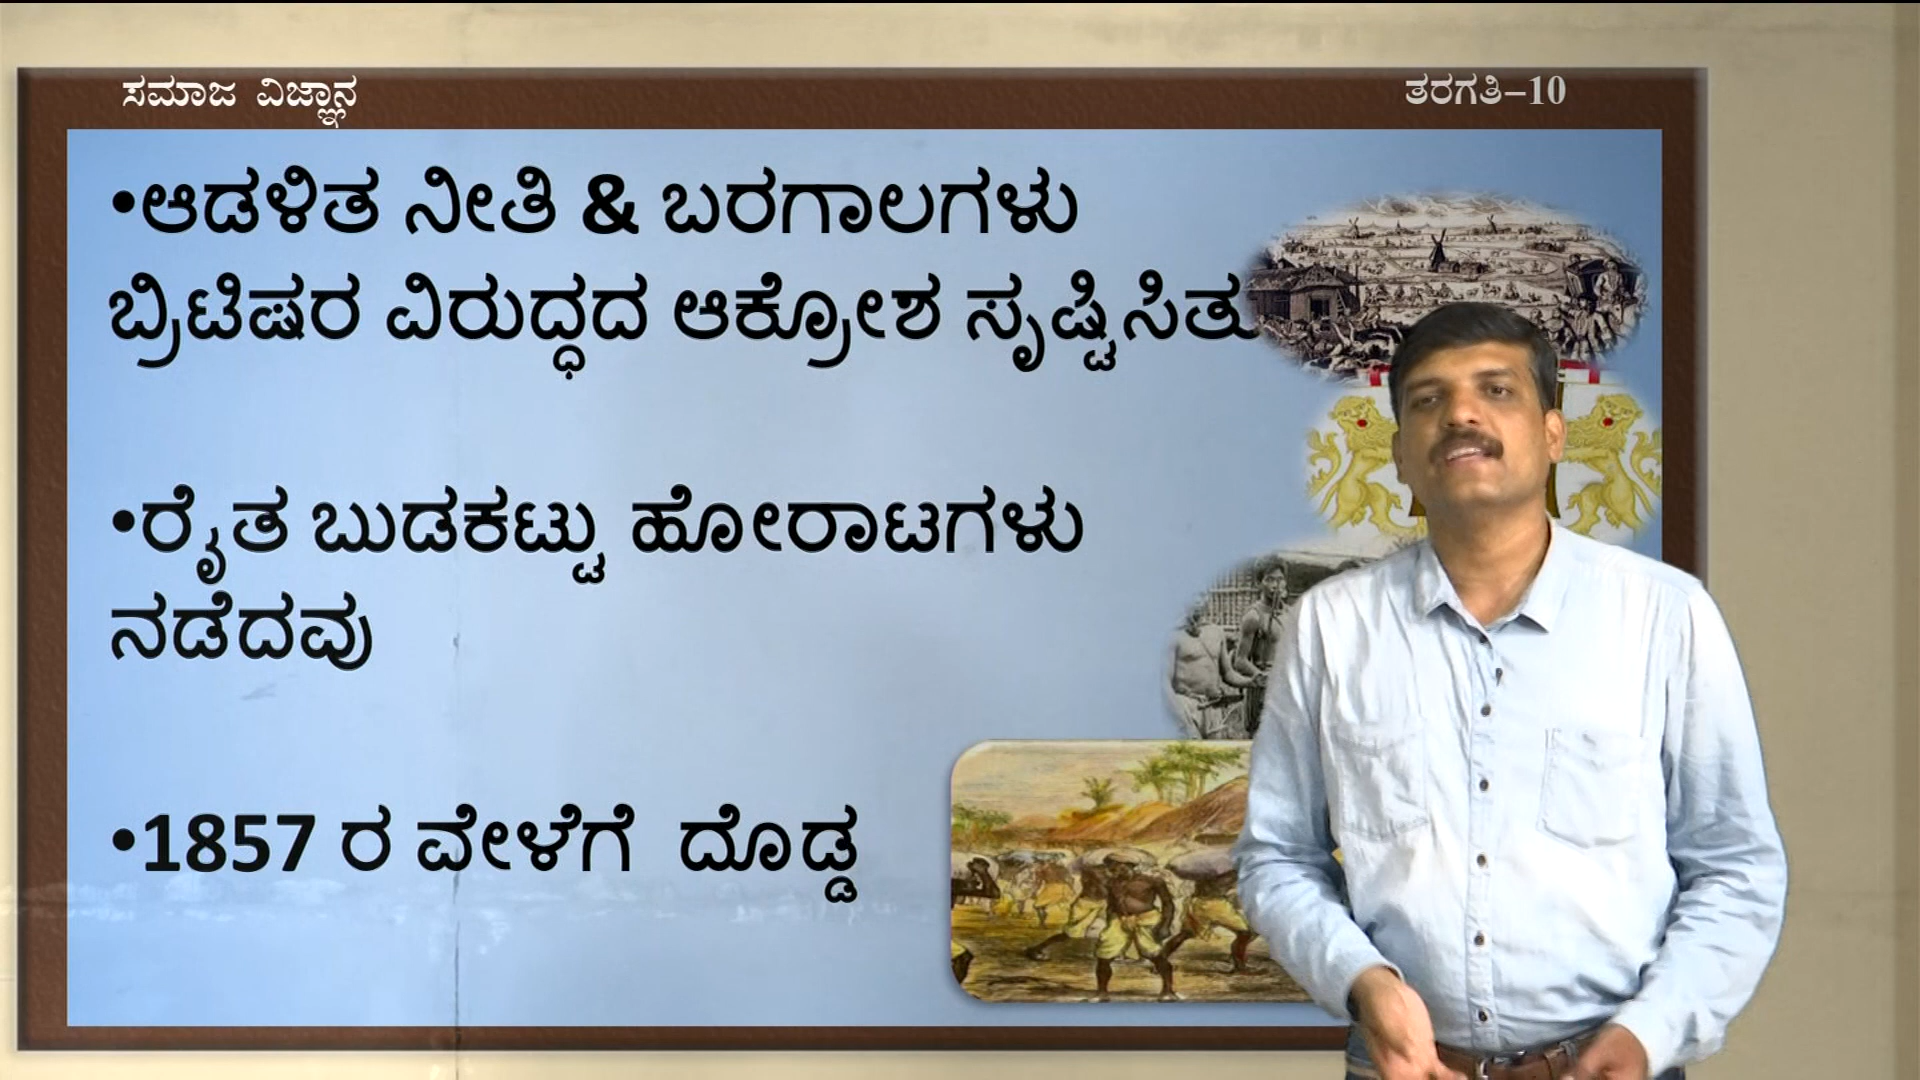 ಸಮಾಜ ವಿಜ್ಞಾನ
ತರಗತಿ–10
•ಆಡಳಿತ ನೀತಿ & ಬರಗಾಲಗಳು
ಬ್ರಿಟಿಷರ ವಿರುದ್ಧದ ಆಕ್ರೋಶ ಸೃಷ್ಟಿಸಿತು
•ರೈತ ಬುಡಕಟ್ಟು ಹೋರಾಟಗಳು
ನಡೆದವು
•1857 ರ ವೇಳೆಗೆ ದೊಡ್ಡ